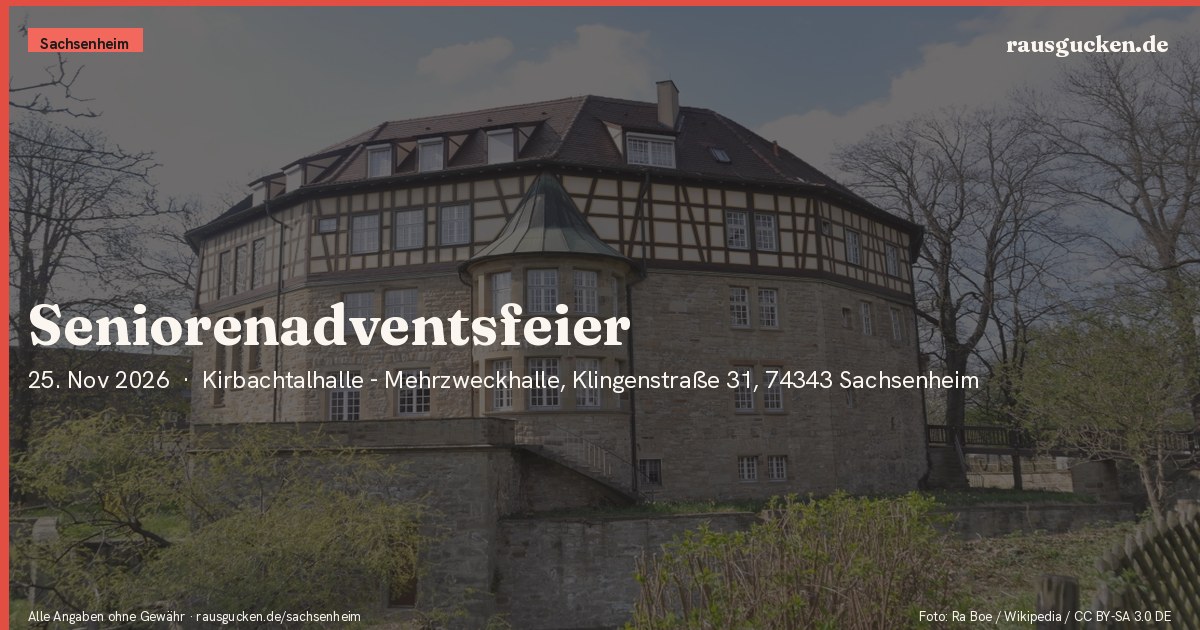 Sachsenheim
rausgucken.de
Seniorenadventsfeier
25. Nov 2026 · Kirbachtalhalle - Mehrzweckhalle, Klingenstraße 31, 74343 Sachsenheim
Alle Angaben ohne Gewähr · rausgucken.de/sachsenheim
Foto: Ra Boe / Wikipedia / CC BY-SA 3.0 DE